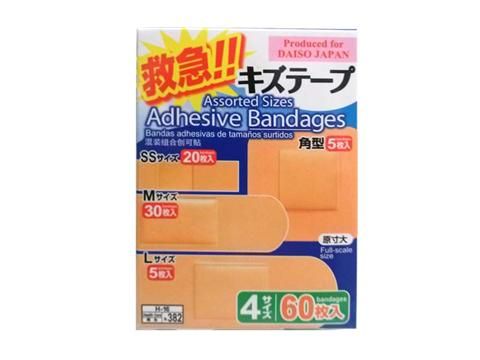 Produced for
DAISO JAPAN
救急!!
キズテープ
Assorted Sizes
Adhesive Bandages
Bandas adhesivas de tamaños surtidos
混装组合创可贴
SSサイズ 20枚入
角型 5枚入
Mサイズ
30枚入
原寸大
Full-scale
size
Lサイズ
5枚入
4サイズ 60枚入
bandages
H-16
382